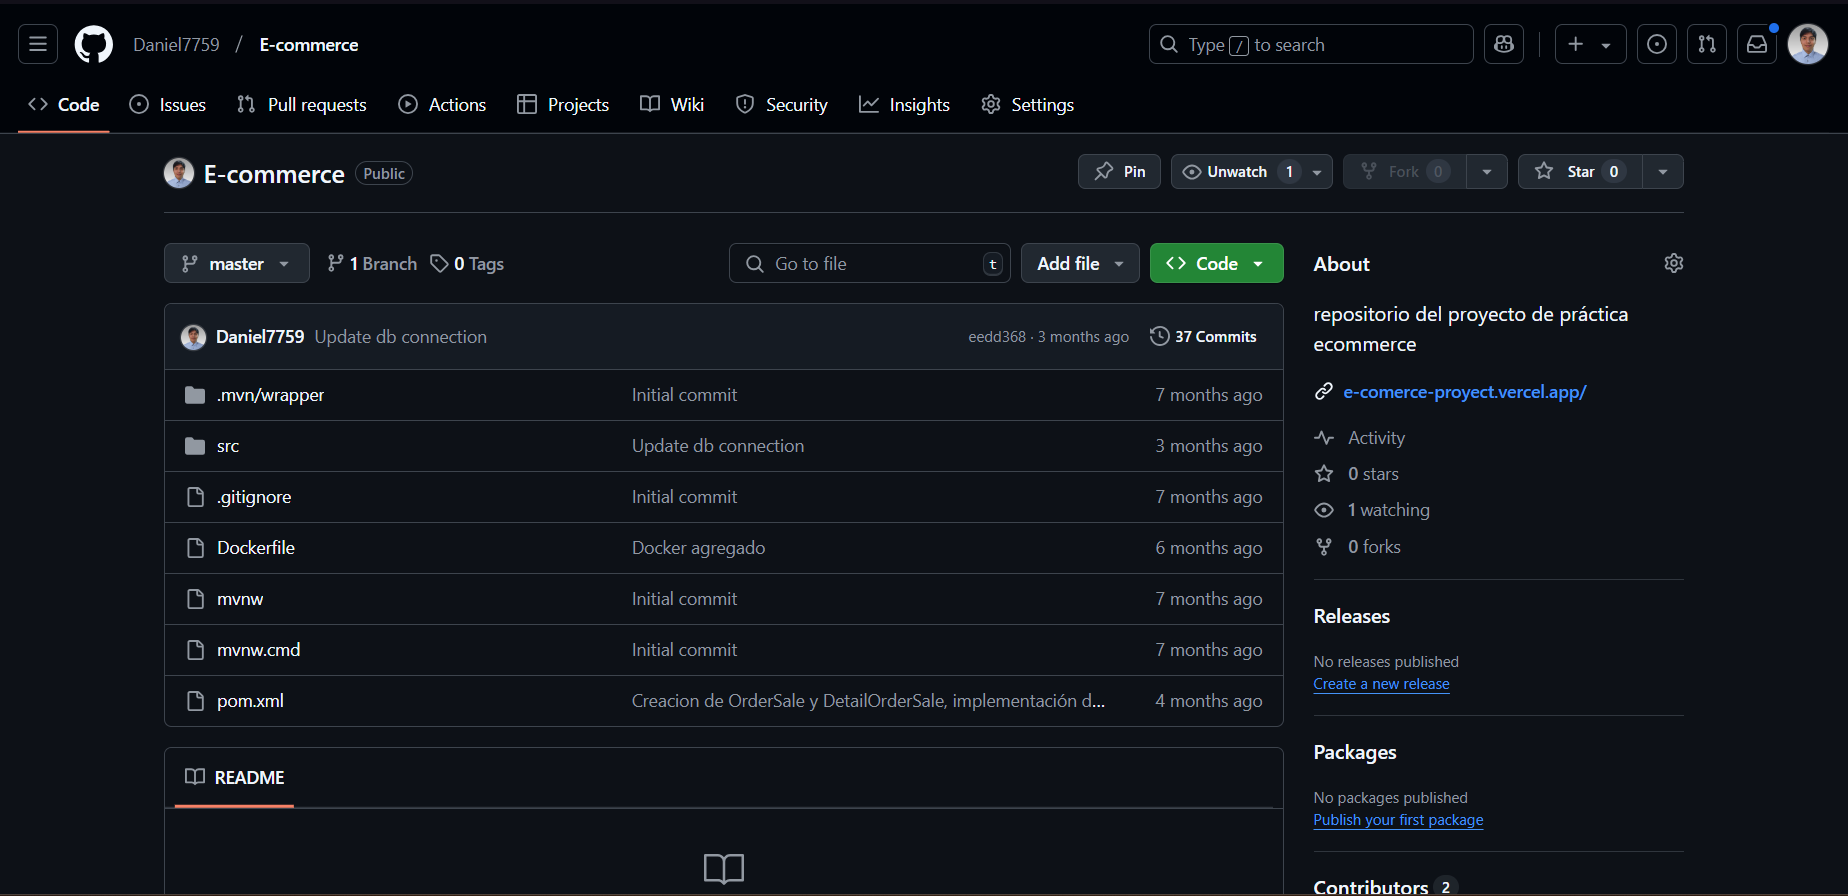 Daniel7759 / E-commerce
Type / to search
Code
Issues
Pull requests
Actions
Projects
Wiki
Security
Insights
Settings
E-commerce Public
Pin
Unwatch 1
Fork 0
Star 0
master
1 Branch
0 Tags
Go to file t
Add file
Code
Daniel7759 Update db connection eedd368 · 3 months ago 37 Commits
.mvn/wrapper Initial commit 7 months ago
src Update db connection 3 months ago
.gitignore Initial commit 7 months ago
Dockerfile Docker agregado 6 months ago
mvnw Initial commit 7 months ago
mvnw.cmd Initial commit 7 months ago
pom.xml Creacion de OrderSale y DetailOrderSale, implementación d... 4 months ago
README
About
repositorio del proyecto de práctica
ecommerce
e-comerce-proyect.vercel.app/
Activity
0 stars
1 watching
0 forks
Releases
No releases published
Create a new release
Packages
No packages published
Publish your first package
Contributors 2